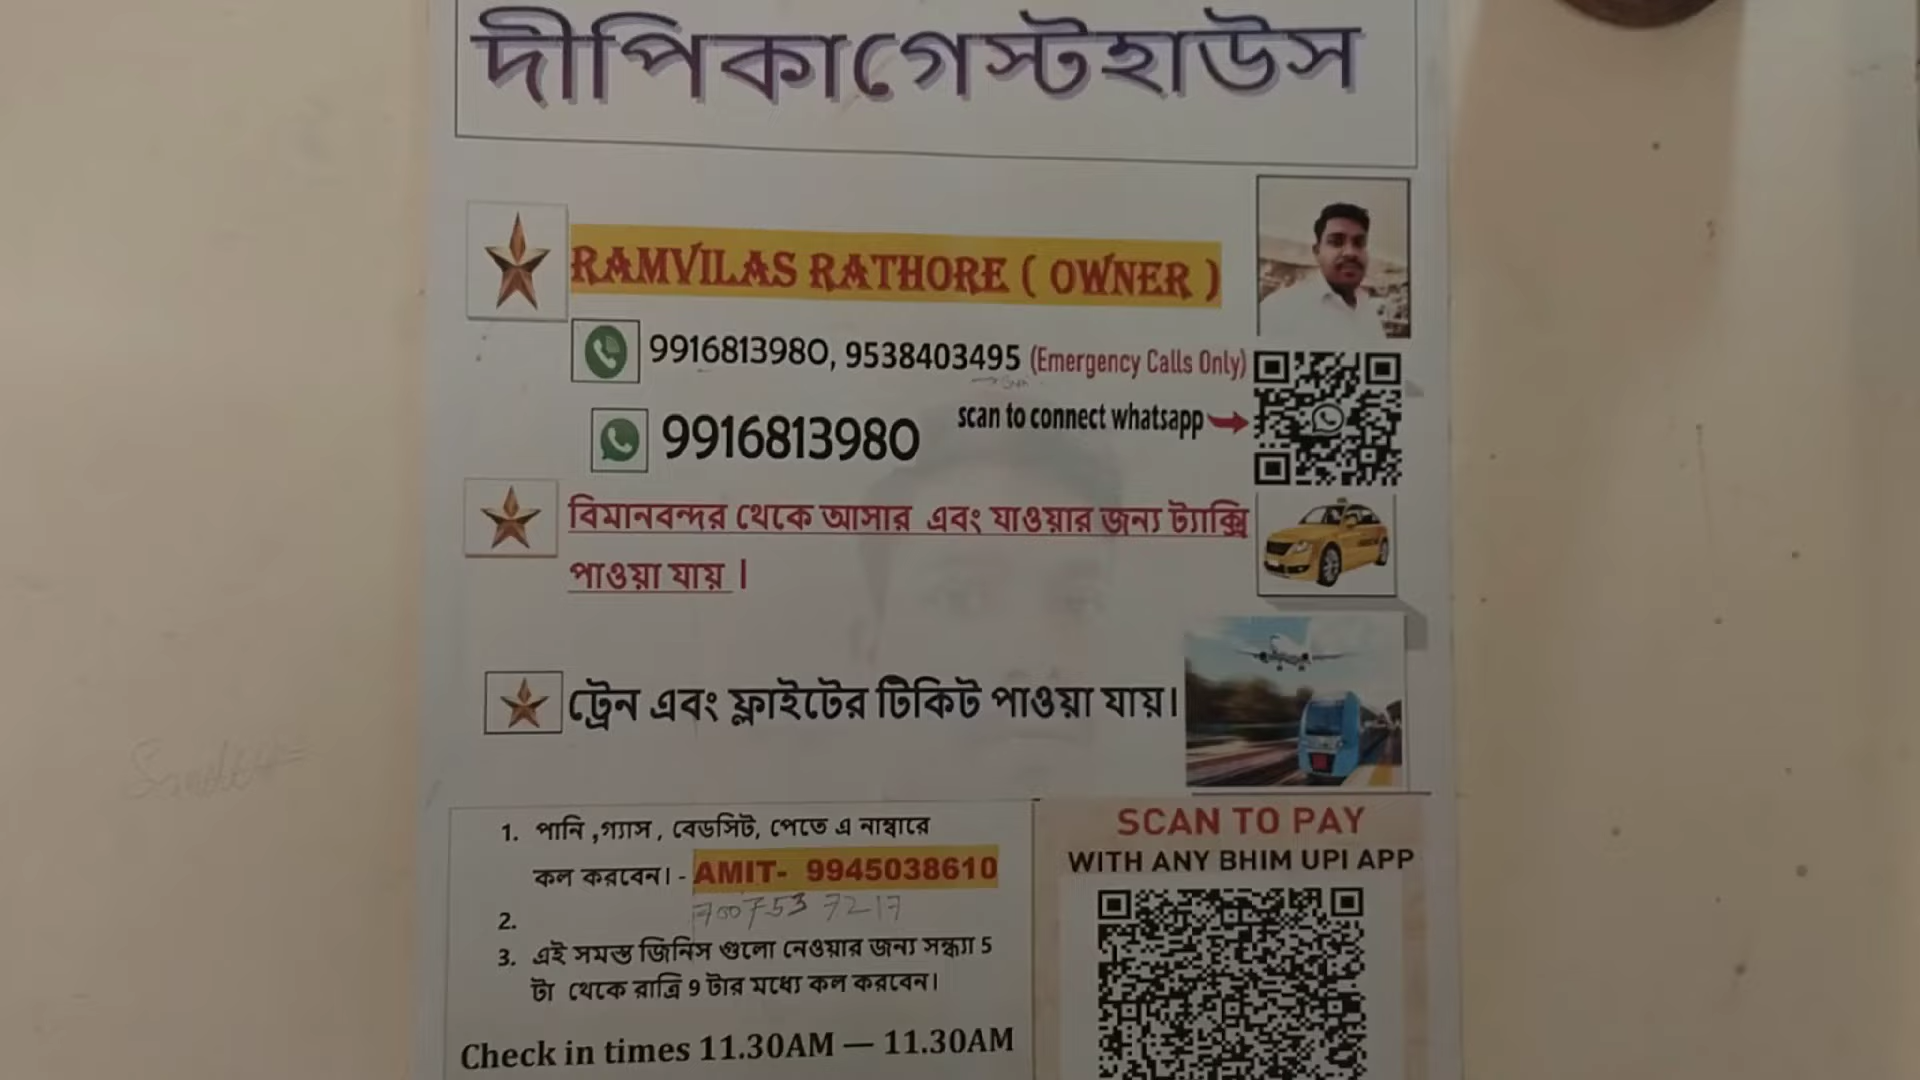 দীপিকা গেস্ট হাউস
RAMVILAS RATHORE ( OWNER )
9916813980, 9538403495 (Emergency Calls Only)
scan to connect whatsapp
9916813980
বিমানবন্দর থেকে আসার এবং যাওয়ার জন্য ট্যাক্সি
পাওয়া যায় ।
ট্রেন এবং ফ্লাইটের টিকিট পাওয়া যায়।
1. পানি ,গ্যাস , বেডসিট, পেতে এ নাম্বারে
কল করবেন। - AMIT- 9945038610
700753 7217
2.
3. এই সমস্ত জিনিস গুলো নেওয়ার জন্য সন্ধ্যা 5
টা থেকে রাত্রি 9 টার মধ্যে কল করবেন।
Check in times 11.30AM — 11.30AM
SCAN TO PAY
WITH ANY BHIM UPI APP